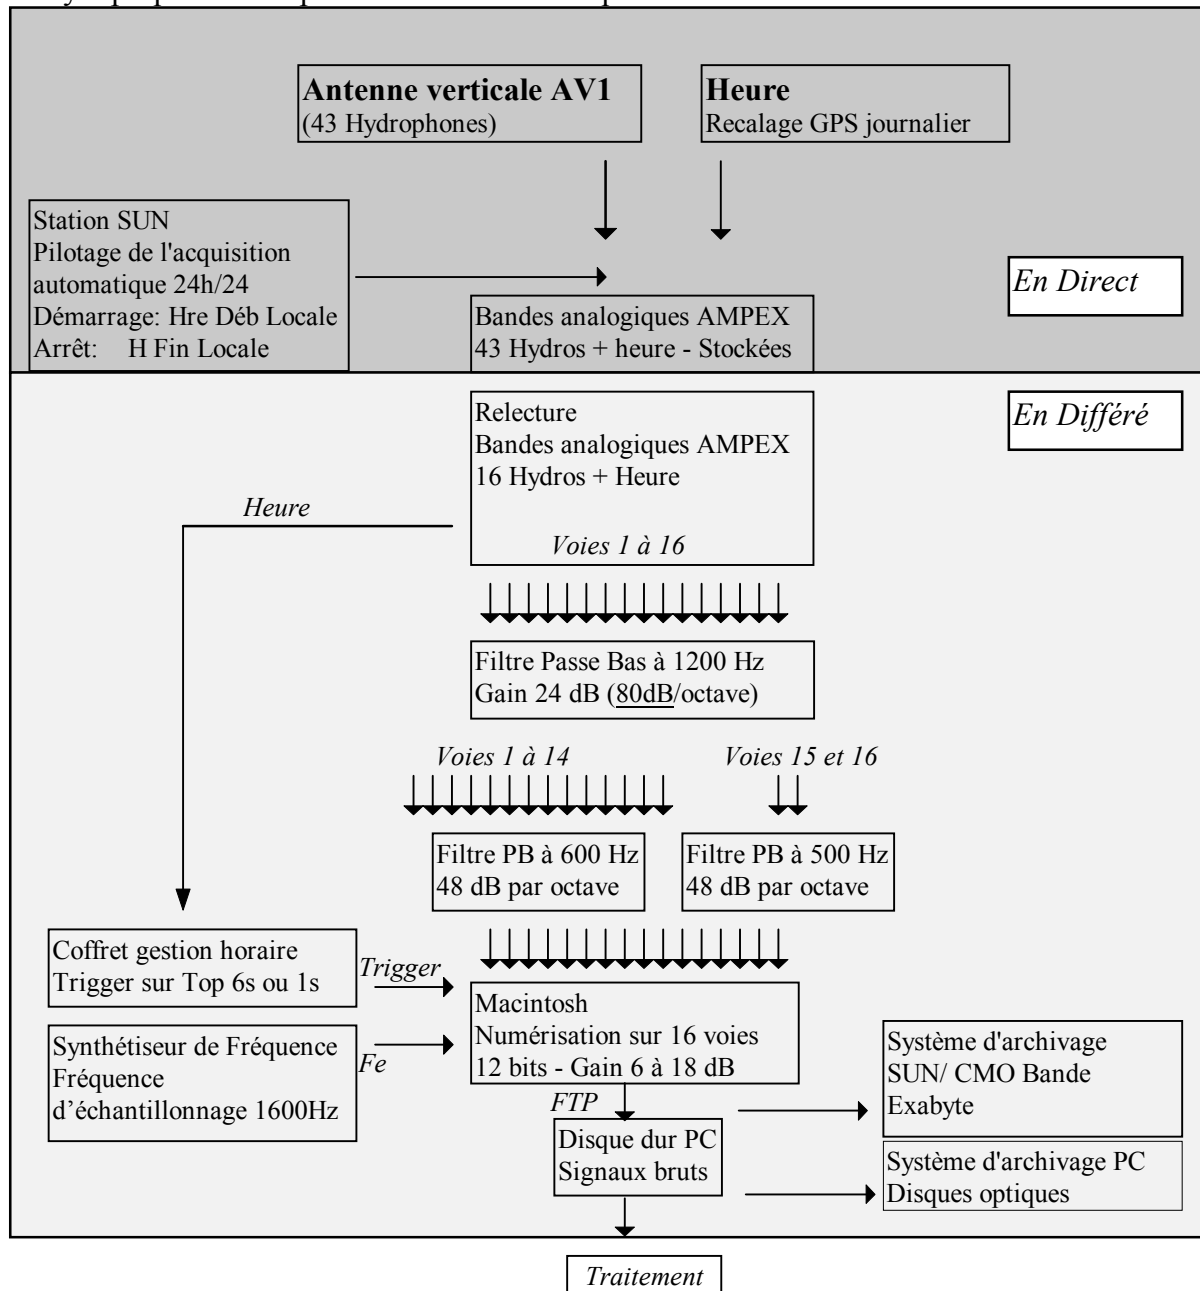 Antenne verticale AV1
(43 Hydrophones)
Heure
Recalage GPS journalier
Station SUN
Pilotage de l'acquisition
automatique 24h/24
Démarrage: Hre Déb Locale
Arrêt: H Fin Locale
En Direct
Bandes analogiques AMPEX
43 Hydros + heure - Stockées
En Différé
Relecture
Bandes analogiques AMPEX
16 Hydros + Heure
Voies 1 à 16
Heure
Filtre Passe Bas à 1200 Hz
Gain 24 dB (80dB/octave)
Voies 1 à 14
Voies 15 et 16
Filtre PB à 600 Hz
48 dB par octave
Filtre PB à 500 Hz
48 dB par octave
Coffret gestion horaire
Trigger sur Top 6s ou 1s
Trigger
Synthétiseur de Fréquence
Fréquence
d’échantillonnage 1600Hz
Fe
Macintosh
Numérisation sur 16 voies
12 bits - Gain 6 à 18 dB
FTP
Disque dur PC
Signaux bruts
Système d'archivage
SUN/ CMO Bande
Exabyte
Système d'archivage PC
Disques optiques
Traitement